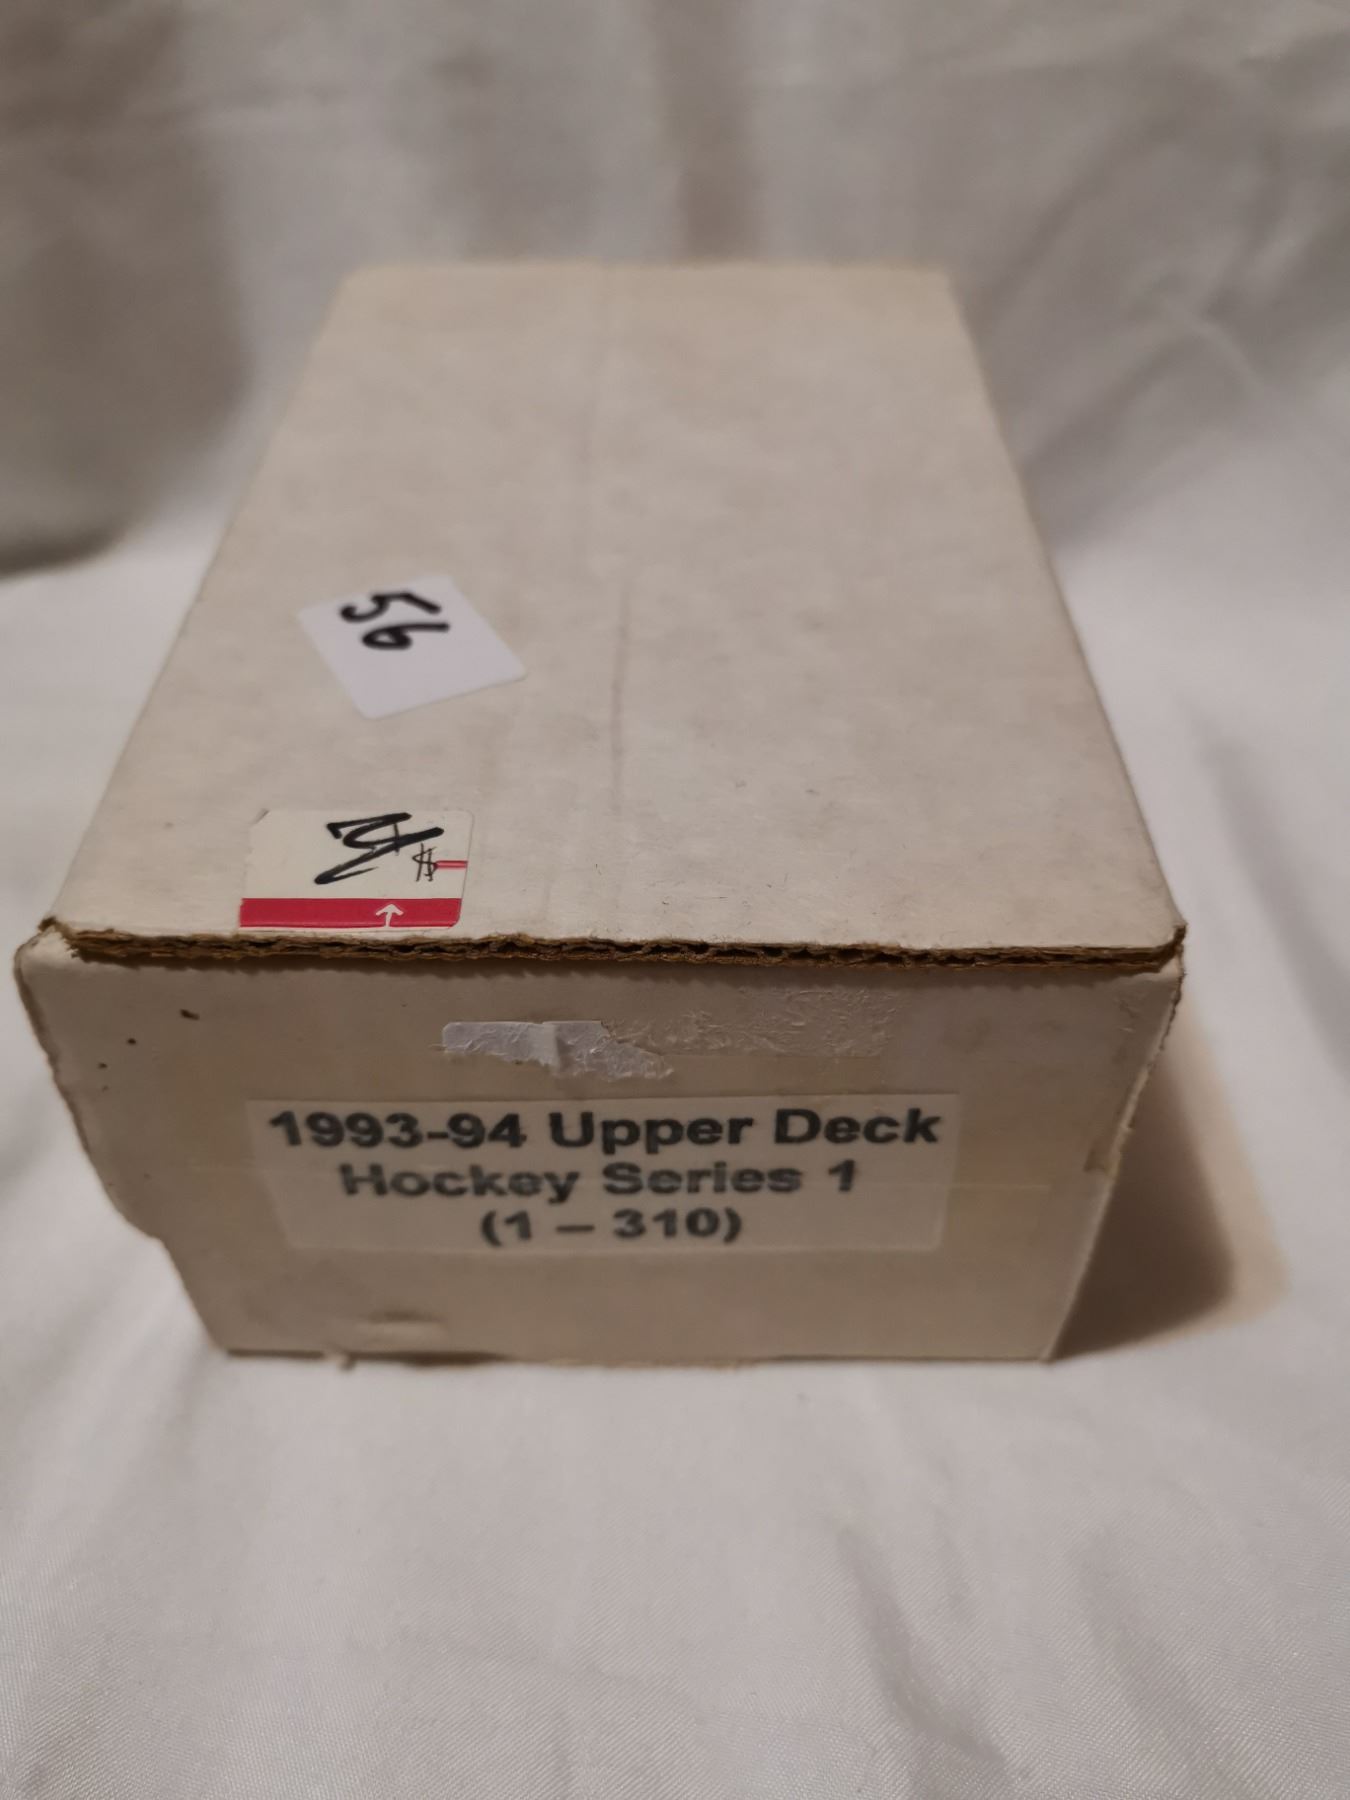 56
$
1993-94 Upper Deck
Hockey Series 1
(1 – 310)